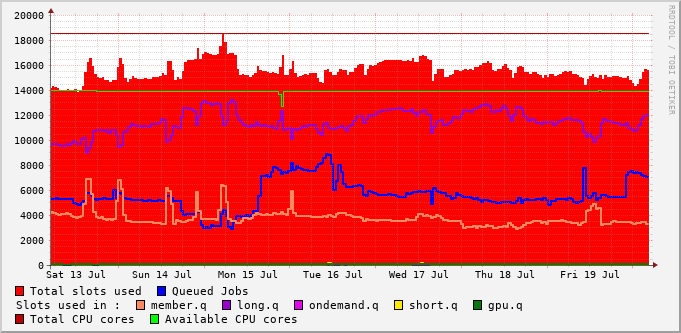 20000
18000
16000
14000
12000
10000
8000
6000
4000
2000
0
Sat 13 Jul Sun 14 Jul Mon 15 Jul Tue 16 Jul Wed 17 Jul Thu 18 Jul Fri 19 Jul
Total slots used Queued Jobs
Slots used in : member.q long.q ondemand.q short.q gpu.q
Total CPU cores Available CPU cores
RRDTOOL / TOBI OETIKER